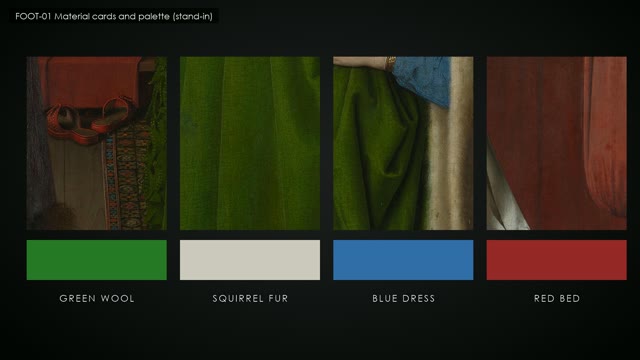 FOOT-01 Material cards and palette (stand-in)
GREEN WOOL
SQUIRREL FUR
BLUE DRESS
RED BED